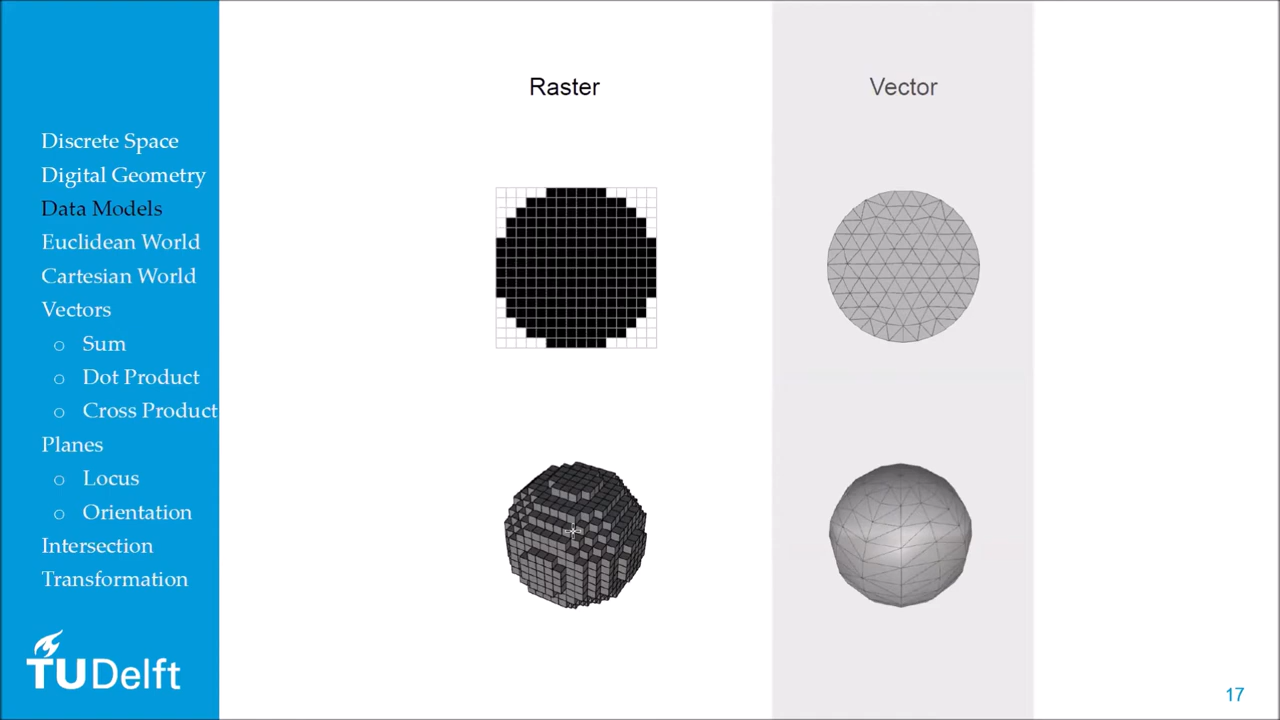 Discrete Space
Digital Geometry
Data Models
Euclidean World
Cartesian World
Vectors
o Sum
o Dot Product
o Cross Product
Planes
o Locus
o Orientation
Intersection
Transformation
TUDelft
Raster
Vector
17